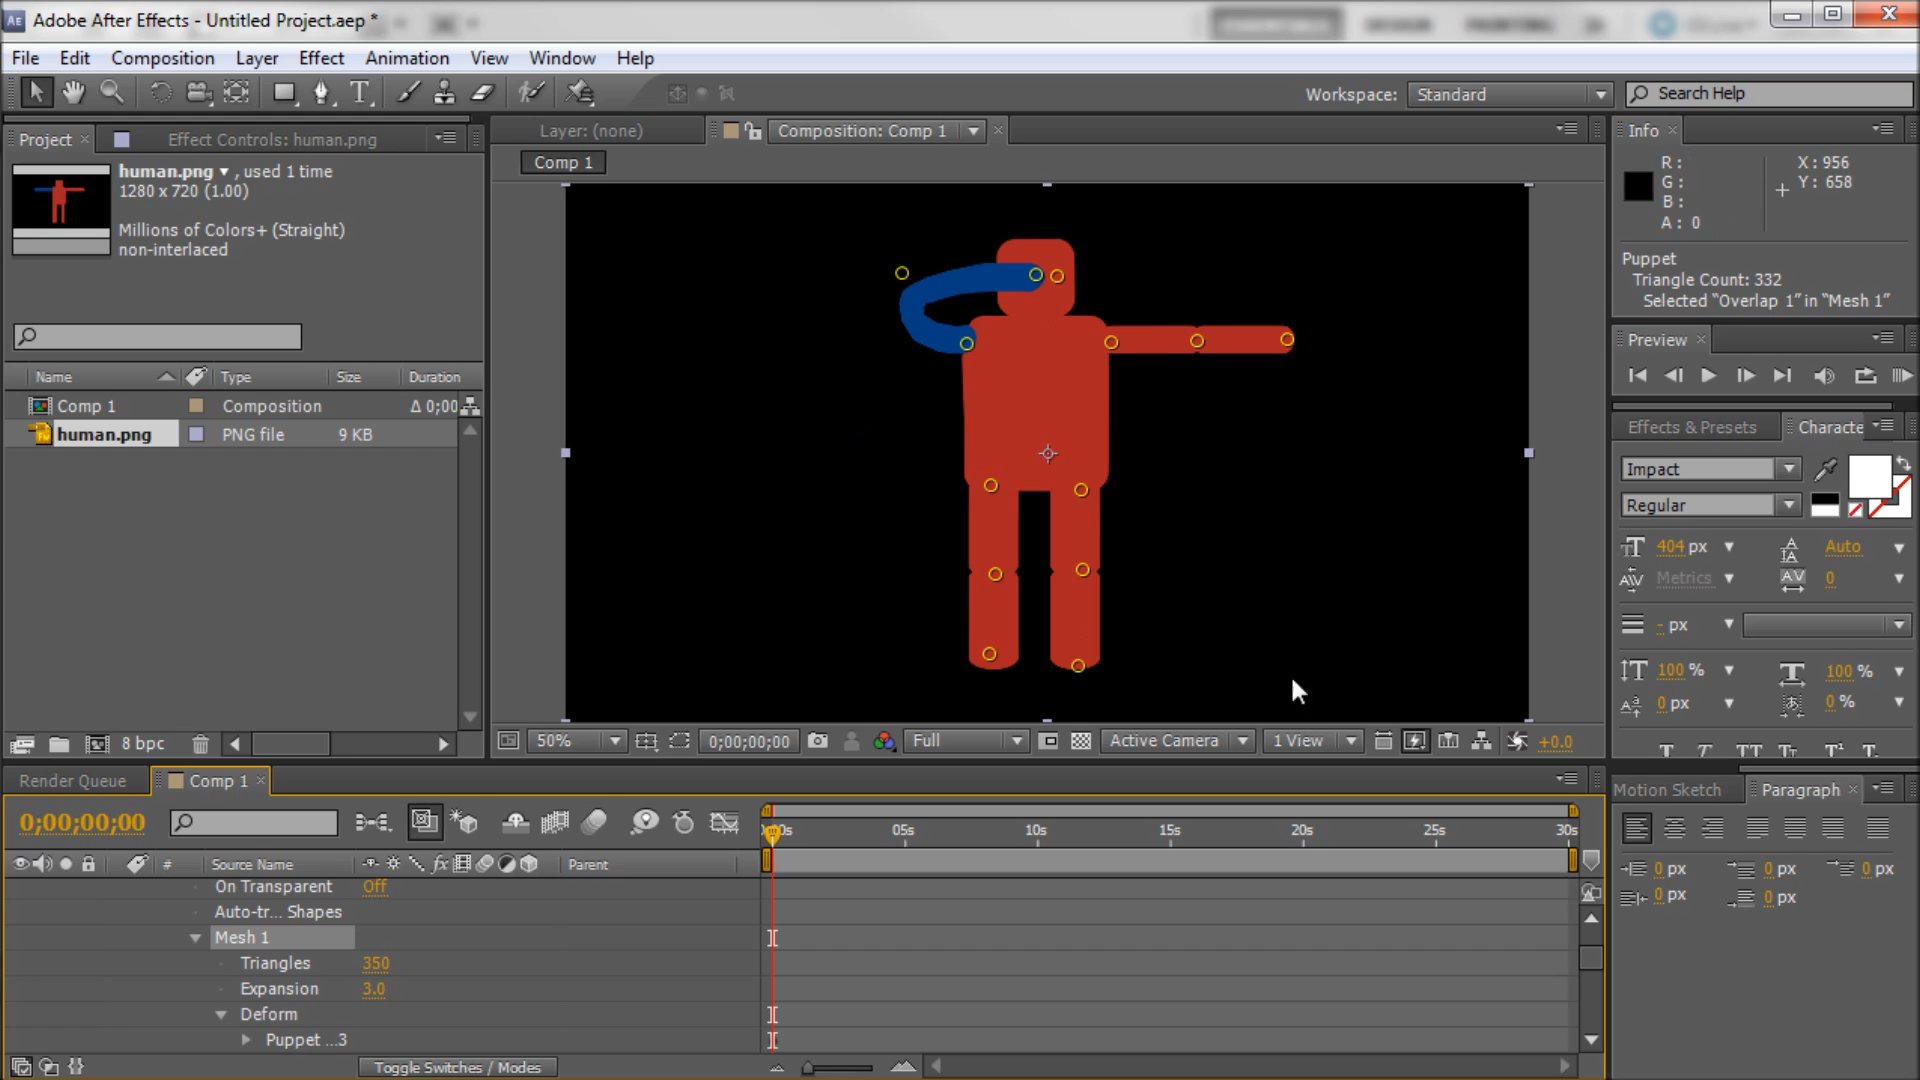 Adobe After Effects - Untitled Project.aep *
File Edit Composition Layer Effect Animation View Window Help
Workspace: Standard Search Help
Project Effect Controls: human.png
human.png ▾ , used 1 time
1280 x 720 (1.00)
Millions of Colors+ (Straight)
non-interlaced
Name Type Size Duration
Comp 1 Composition Δ 0;00
human.png PNG file 9 KB
8 bpc
Layer: (none) Composition: Comp 1
Comp 1
50% 0;00;00;00 Full Active Camera 1 View +0.0
Info
R : X : 956
G : + Y : 658
B :
A : 0
Puppet
Triangle Count: 332
Selected "Overlap 1" in "Mesh 1"
Preview
Effects & Presets Characte
Impact
Regular
404 px Auto
Metrics 0
- px
100 % 100 %
0 px 0 %
Render Queue Comp 1
0;00;00;00
05s 10s 15s 20s 25s 30s
# Source Name Parent
On Transparent Off
Auto-tr... Shapes
Mesh 1
Triangles 350
Expansion 3.0
Deform
Puppet ...3
Toggle Switches / Modes
Motion Sketch Paragraph
0 px 0 px 0 px
0 px 0 px